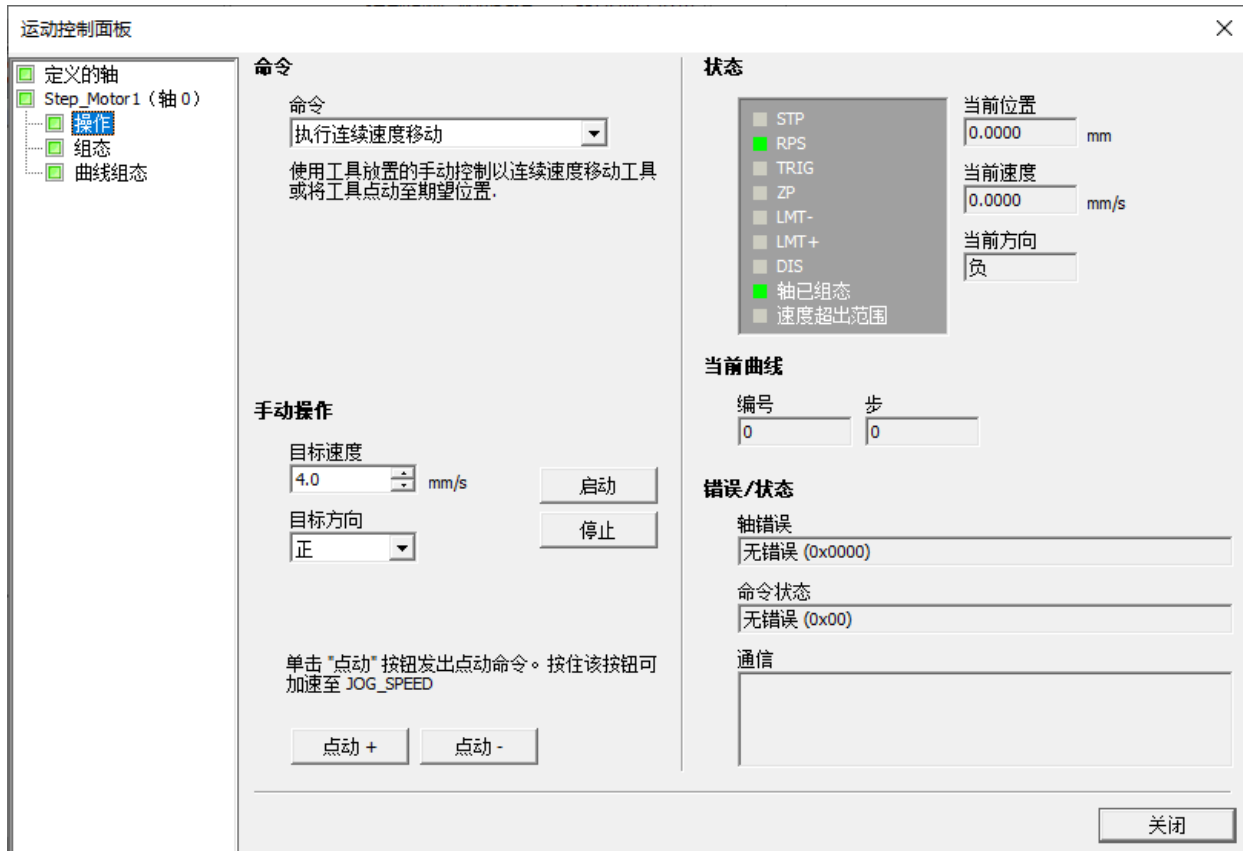 运动控制面板
定义的轴
Step_Motor1（轴 0）
操作
组态
曲线组态
命令
命令
执行连续速度移动
使用工具放置的手动控制以连续速度移动工具
或将工具点动至期望位置.
手动操作
目标速度
4.0 mm/s
启动
目标方向
正
停止
单击 "点动" 按钮发出点动命令。按住该按钮可
加速至 JOG_SPEED
点动 +
点动 -
状态
STP
RPS
TRIG
ZP
LMT-
LMT+
DIS
轴已组态
速度超出范围
当前位置
0.0000 mm
当前速度
0.0000 mm/s
当前方向
负
当前曲线
编号 步
0 0
错误/状态
轴错误
无错误 (0x0000)
命令状态
无错误 (0x00)
通信
关闭